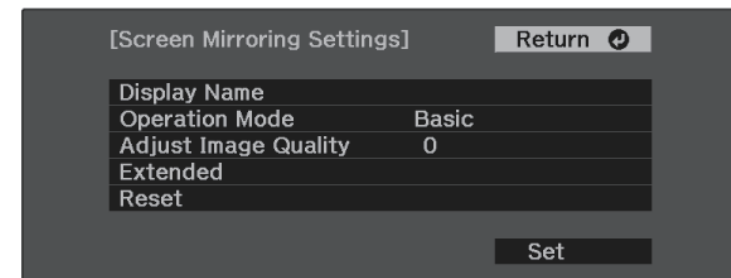 [Screen Mirroring Settings] Return
Display Name
Operation Mode Basic
Adjust Image Quality 0
Extended
Reset
Set